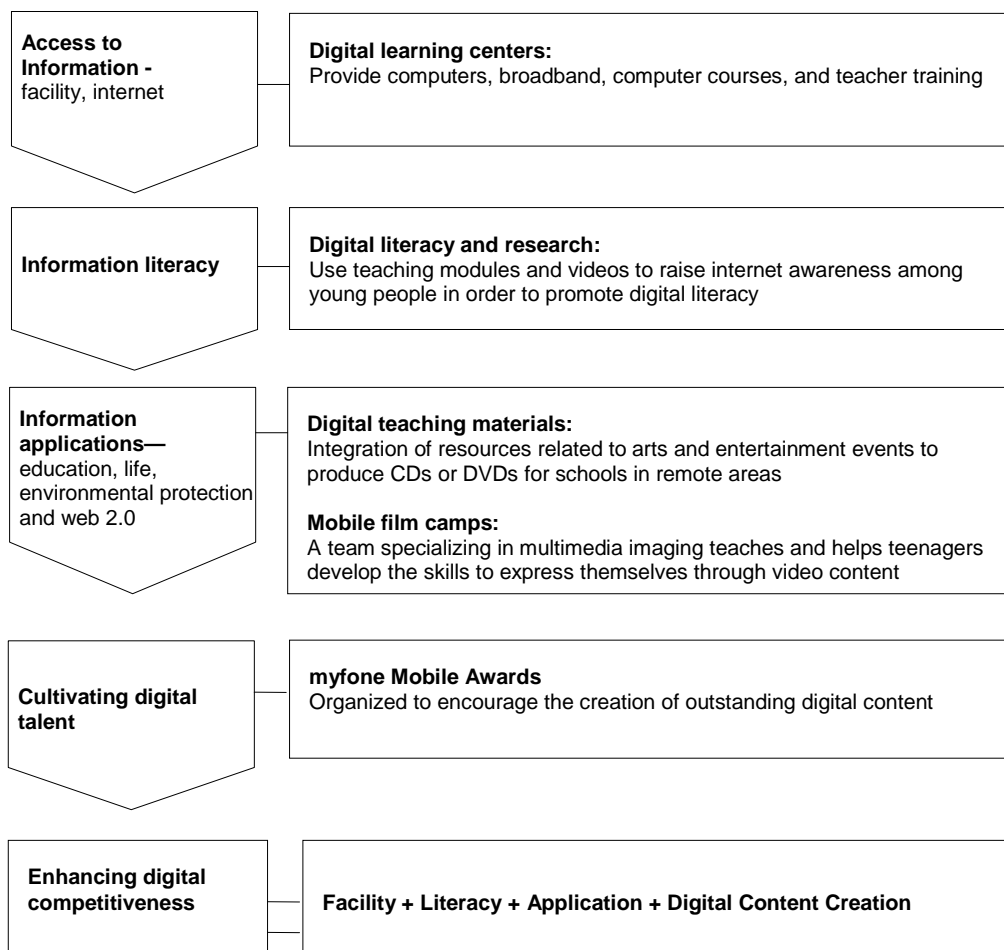 Access to
Information -
facility, internet
Digital learning centers:
Provide computers, broadband, computer courses, and teacher training
Information literacy
Digital literacy and research:
Use teaching modules and videos to raise internet awareness among
young people in order to promote digital literacy
Information
applications—
education, life,
environmental protection
and web 2.0
Digital teaching materials:
Integration of resources related to arts and entertainment events to
produce CDs or DVDs for schools in remote areas
Mobile film camps:
A team specializing in multimedia imaging teaches and helps teenagers
develop the skills to express themselves through video content
Cultivating digital
talent
myfone Mobile Awards
Organized to encourage the creation of outstanding digital content
Enhancing digital
competitiveness
Facility + Literacy + Application + Digital Content Creation